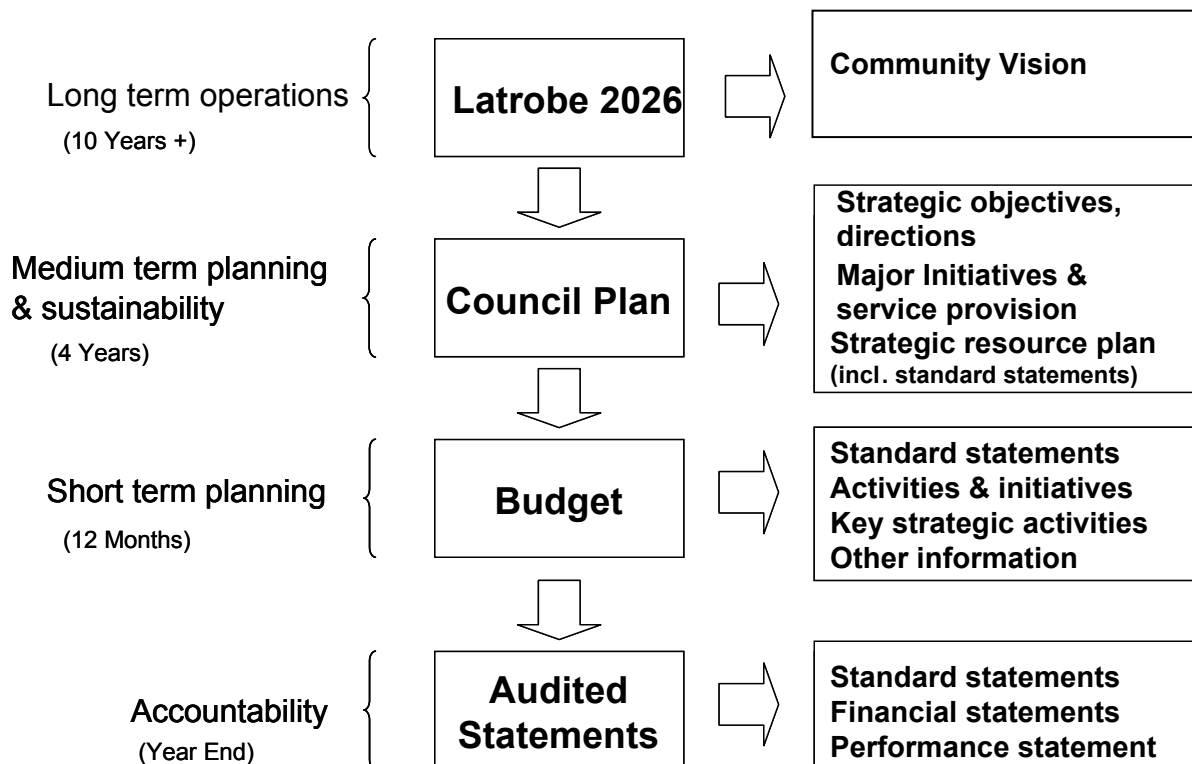 Long term operations
(10 Years +)
Latrobe 2026
Community Vision
Medium term planning
& sustainability
(4 Years)
Council Plan
Strategic objectives,
directions
Major Initiatives &
service provision
Strategic resource plan
(incl. standard statements)
Short term planning
(12 Months)
Budget
Standard statements
Activities & initiatives
Key strategic activities
Other information
Accountability
(Year End)
Audited
Statements
Standard statements
Financial statements
Performance statement